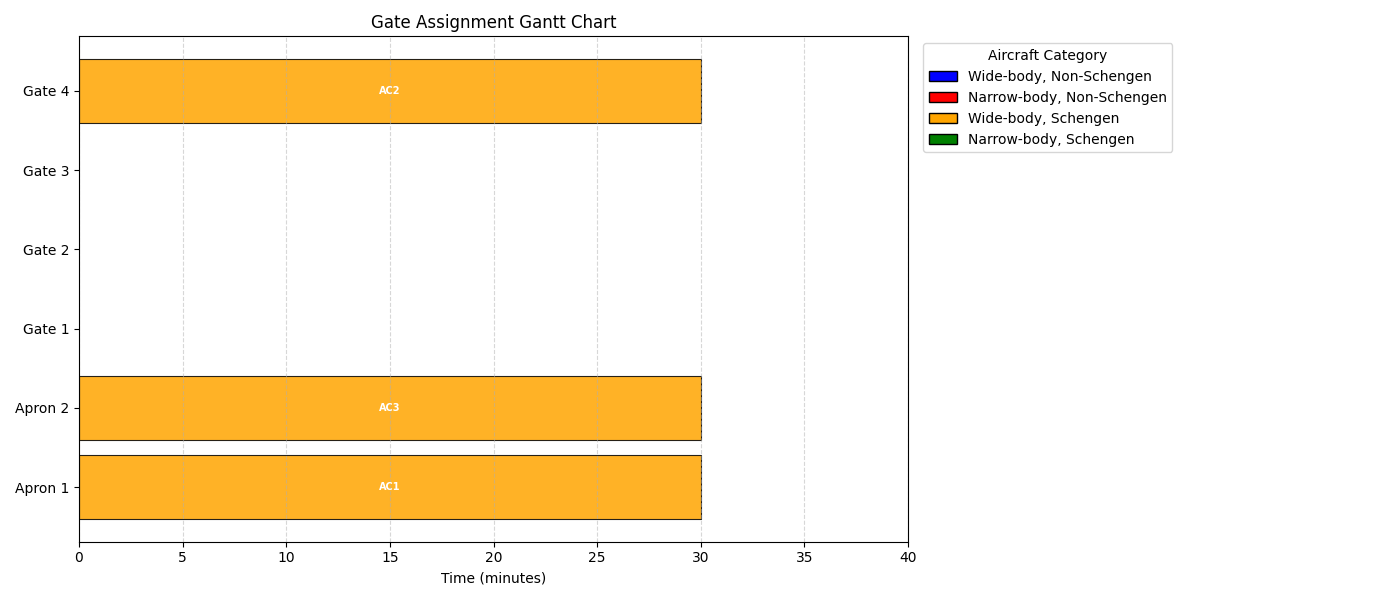 Gate Assignment Gantt Chart
Aircraft Category
Wide-body, Non-Schengen
Narrow-body, Non-Schengen
Wide-body, Schengen
Narrow-body, Schengen
Gate 4
AC2
Gate 3
Gate 2
Gate 1
Apron 2
AC3
Apron 1
AC1
0 5 10 15 20 25 30 35 40
Time (minutes)